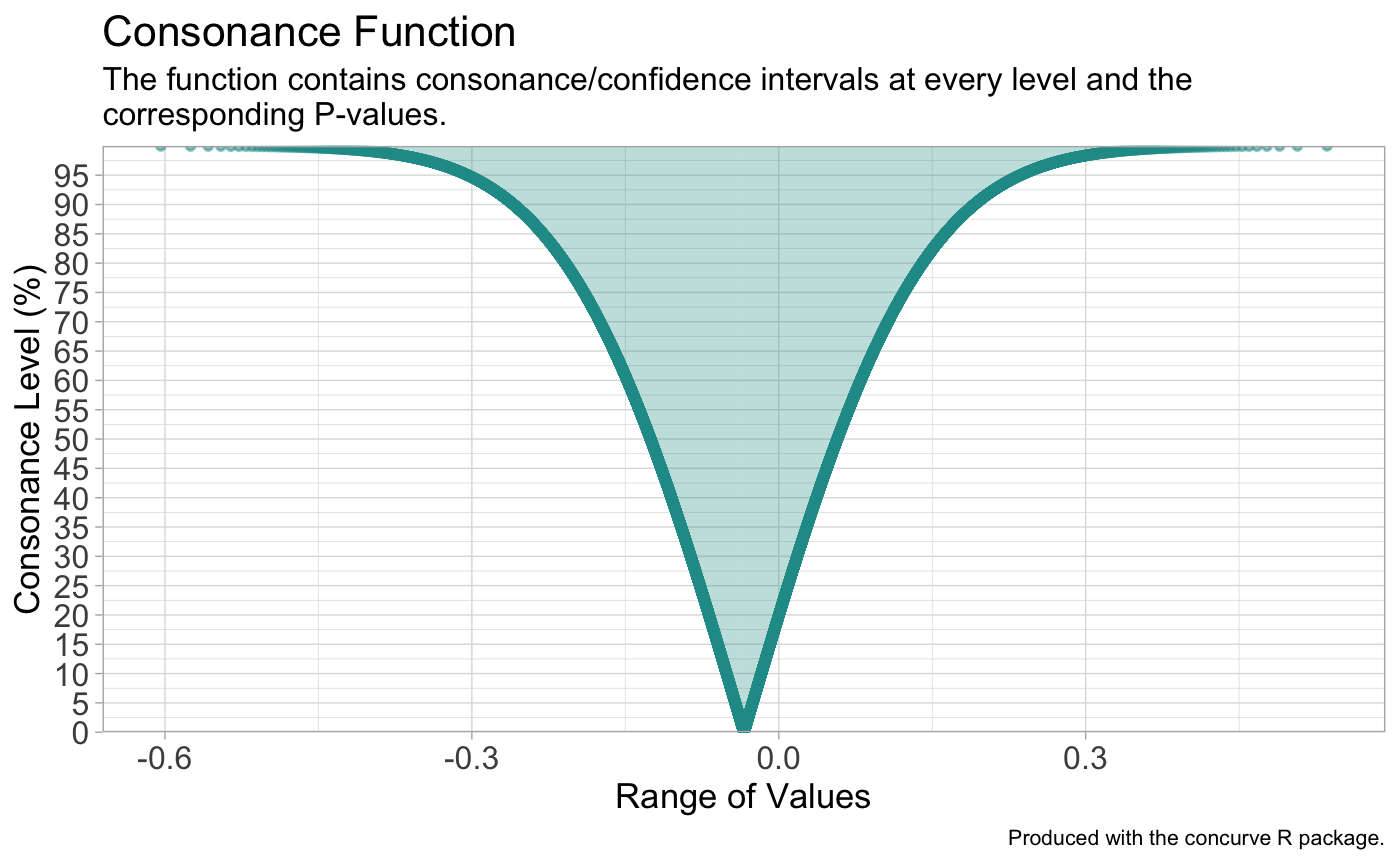 Consonance Function
The function contains consonance/confidence intervals at every level and the
corresponding P-values.
Consonance Level (%)
95
90
85
80
75
70
65
60
55
50
45
40
35
30
25
20
15
10
5
0
-0.6 -0.3 0.0 0.3
Range of Values
Produced with the concurve R package.